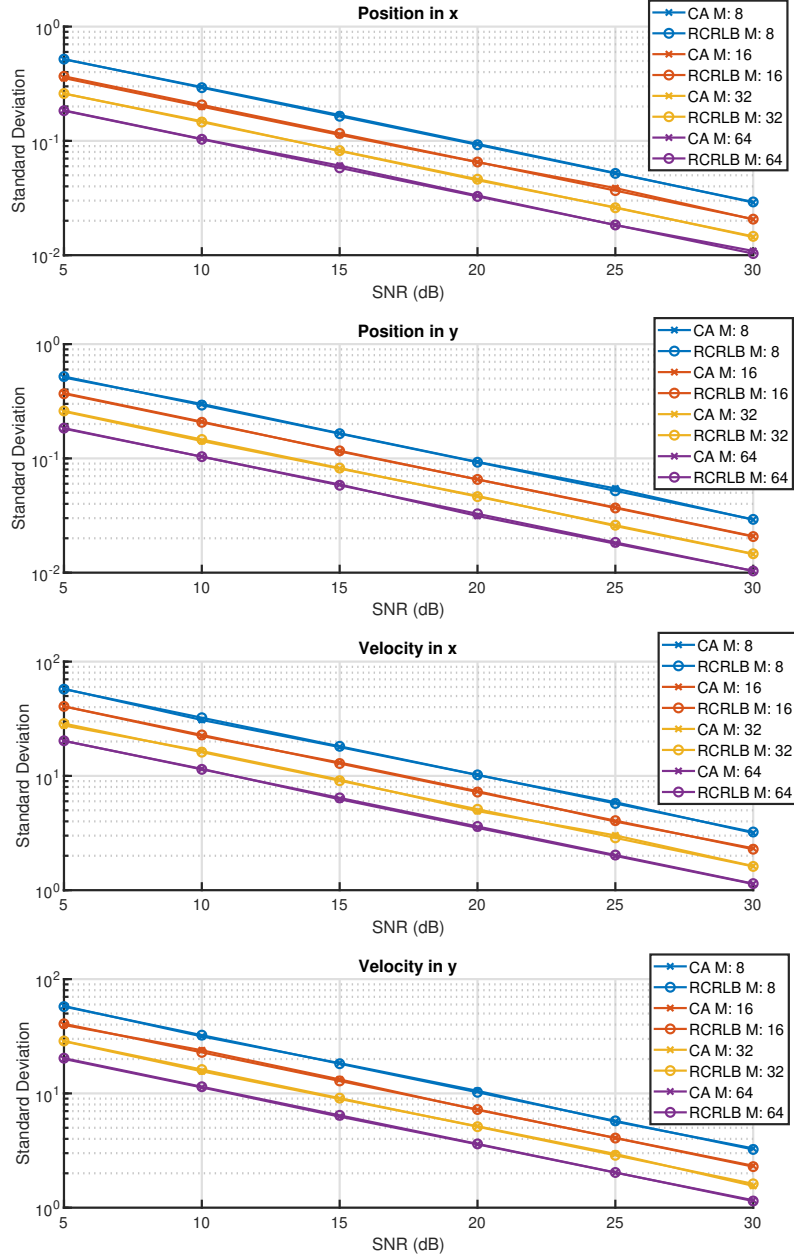 Position in x
CA M: 8
RCRLB M: 8
CA M: 16
RCRLB M: 16
CA M: 32
RCRLB M: 32
CA M: 64
RCRLB M: 64
Standard Deviation
10^0
10^-1
10^-2
5 10 15 20 25 30
SNR (dB)
Position in y
CA M: 8
RCRLB M: 8
CA M: 16
RCRLB M: 16
CA M: 32
RCRLB M: 32
CA M: 64
RCRLB M: 64
Standard Deviation
10^0
10^-1
10^-2
5 10 15 20 25 30
SNR (dB)
Velocity in x
CA M: 8
RCRLB M: 8
CA M: 16
RCRLB M: 16
CA M: 32
RCRLB M: 32
CA M: 64
RCRLB M: 64
Standard Deviation
10^2
10^1
10^0
5 10 15 20 25 30
SNR (dB)
Velocity in y
CA M: 8
RCRLB M: 8
CA M: 16
RCRLB M: 16
CA M: 32
RCRLB M: 32
CA M: 64
RCRLB M: 64
Standard Deviation
10^2
10^1
10^0
5 10 15 20 25 30
SNR (dB)